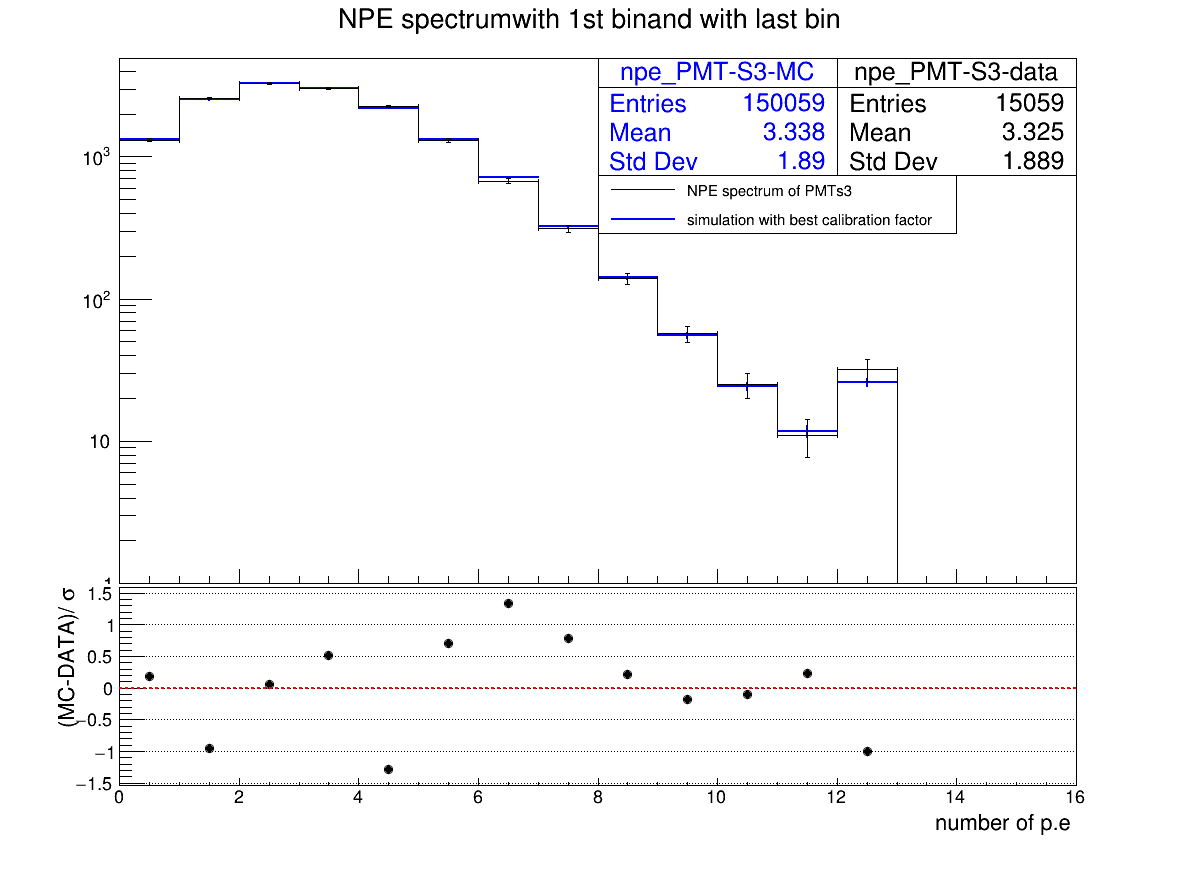 NPE spectrumwith 1st binand with last bin
npe_PMT-S3-MC
Entries 150059
Mean 3.338
Std Dev 1.89
npe_PMT-S3-data
Entries 15059
Mean 3.325
Std Dev 1.889
NPE spectrum of PMTs3
simulation with best calibration factor
10³
10²
10
1
(MC-DATA)/ σ
1.5
1
0.5
0
−0.5
−1
−1.5
0 2 4 6 8 10 12 14 16
number of p.e